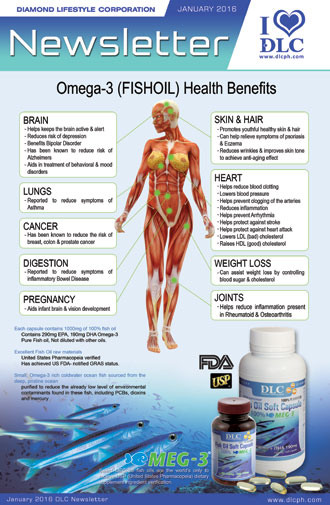 DIAMOND LIFESTYLE CORPORATION
JANUARY 2016
Newsletter
I
DLC
www.dlcph.com
Omega-3 (FISHOIL) Health Benefits
BRAIN
- Helps keeps the brain active & alert
- Reduces risk of depression
- Benefits Bipolar Disorder
- Has been known to reduce risk of
Alzheimers
- Aids in treatment of behavioral & mood
disorders
LUNGS
- Reported to reduce symptoms of
Asthma
CANCER
- Has been known to reduce the risk of
breast, colon & prostate cancer
DIGESTION
- Reported to reduce symptoms of
inflammatory Bowel Disease
PREGNANCY
- Aids infant brain & vision development
SKIN & HAIR
- Promotes youthful healthy skin & hair
- Can help relieve symptoms of psoriasis
& Eczema
- Reduces wrinkles & improves skin tone
to achieve anti-aging effect
HEART
- Helps reduce blood clotting
- Lowers blood pressure
- Helps prevent clogging of the arteries
- Reduces inflammation
- Helps prevent Arrhythmia
- Helps protect against stroke
- Helps protect against heart attack
- Lowers LDL (bad) cholesterol
- Raises HDL (good) cholesterol
WEIGHT LOSS
- Can assist weight loss by controlling
blood sugar & cholesterol
JOINTS
- Helps reduce inflammation present
in Rheumatoid & Osteoarthritis
Each capsule contains 1000mg of 100% fish oil
Contains 290mg EPA, 190mg DHA Omega-3
Pure Fish oil, Not diluted with other oils.
Excellent Fish Oil raw materials
United States Pharmacopeia verified
Has achieved US FDA- notified GRAS status.
Small, Omega-3 rich coldwater ocean fish sourced from the
deep, pristine ocean
purified to reduce the already low level of environmental
contaminants found in these fish, including PCBs, dioxins
and mercury
FDA
USP
DLC
Oil Soft Capsule
MEG-3
DLC
Oil Soft Capsule
MEG-3
fish oils are the world's only to
United States Pharmacopeia) dietary
ingredient verification
January 2016 DLC Newsletter
www.dlcph.com